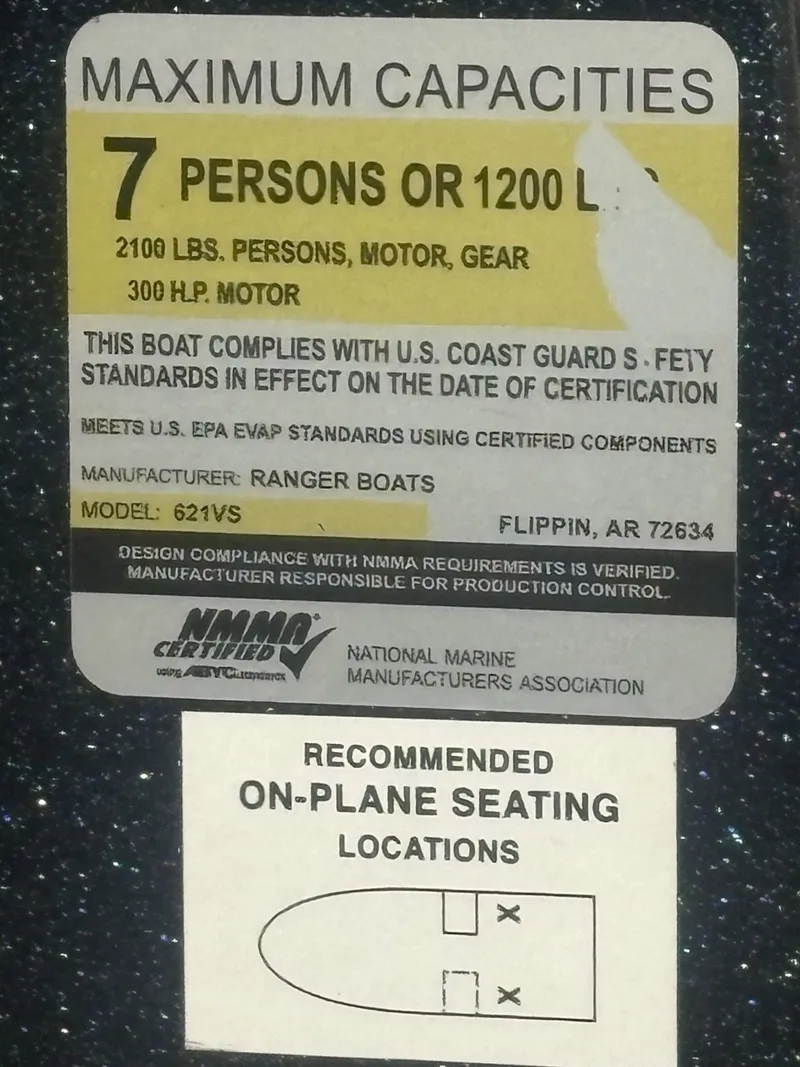 MAXIMUM CAPACITIES
7 PERSONS OR 1200 L
2100 LBS. PERSONS, MOTOR, GEAR
300 H.P. MOTOR
THIS BOAT COMPLIES WITH U.S. COAST GUARD S FETY
STANDARDS IN EFFECT ON THE DATE OF CERTIFICATION
MEETS U.S. EPA EVAP STANDARDS USING CERTIFIED COMPONENTS
MANUFACTURER: RANGER BOATS
MODEL: 621VS
FLIPPIN, AR 72634
DESIGN COMPLIANCE WITH NMMA REQUIREMENTS IS VERIFIED.
MANUFACTURER RESPONSIBLE FOR PRODUCTION CONTROL.
NMMA
CERTIFIED
using ABYC
NATIONAL MARINE
MANUFACTURERS ASSOCIATION
RECOMMENDED
ON-PLANE SEATING
LOCATIONS
X
X